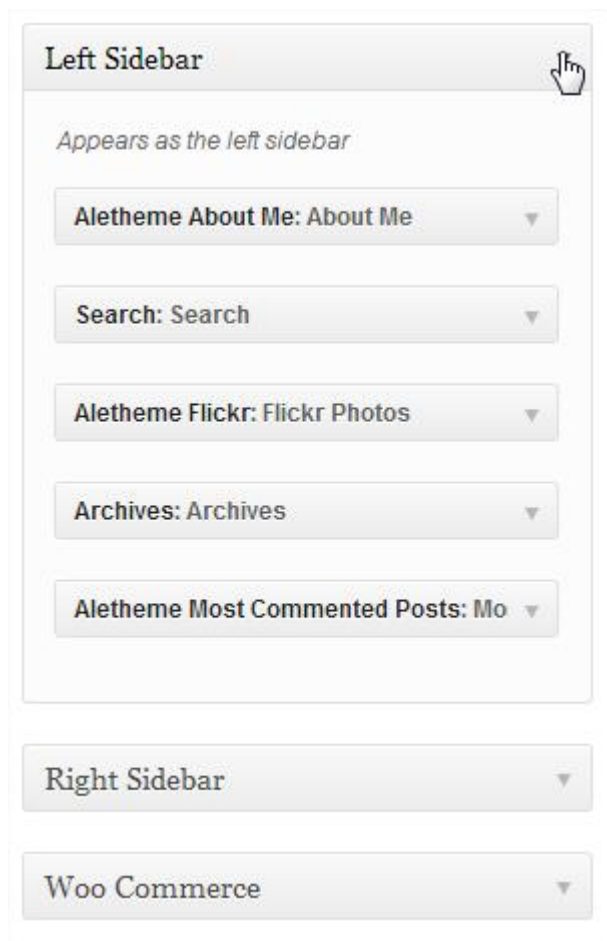 Left Sidebar
Appears as the left sidebar
Aletheme About Me: About Me
Search: Search
Aletheme Flickr: Flickr Photos
Archives: Archives
Aletheme Most Commented Posts: Mo
Right Sidebar
Woo Commerce